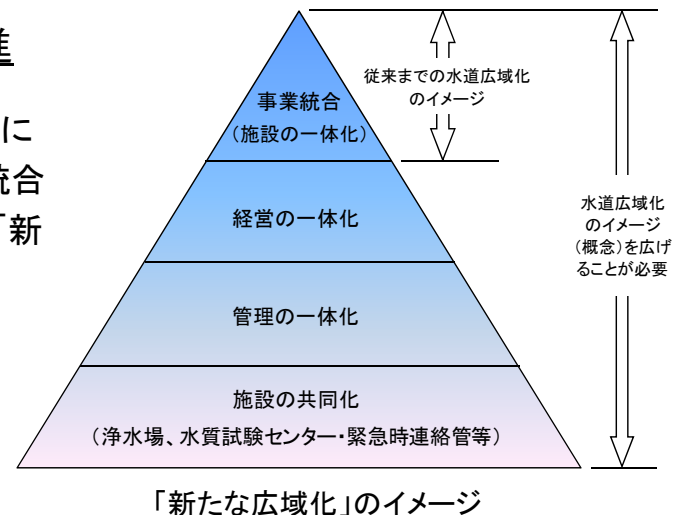 進
に
統合
「新
事業統合
（施設の一体化）
経営の一体化
管理の一体化
施設の共同化
（浄水場、水質試験センター・緊急時連絡管等）
従来までの水道広域化
のイメージ
水道広域化
のイメージ
（概念）を広げ
ることが必要
「新たな広域化」のイメージ